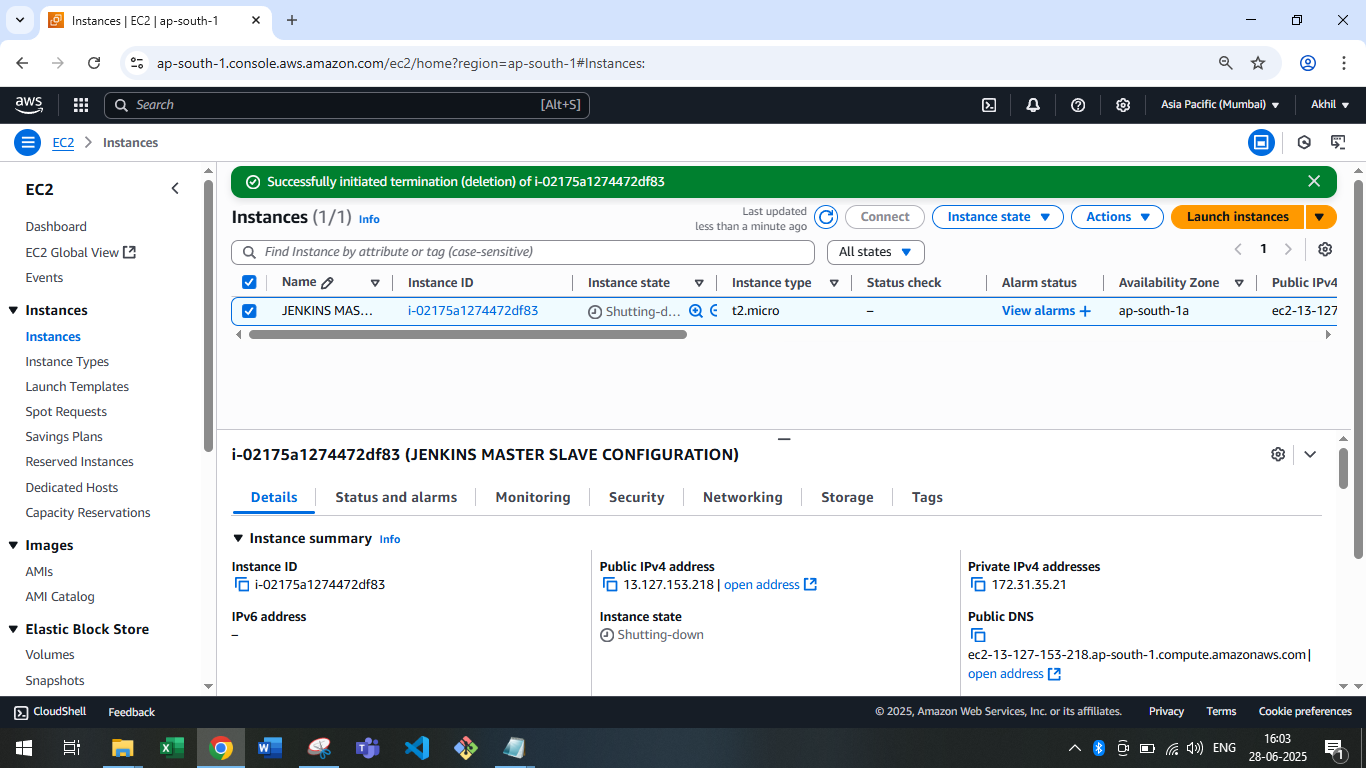 Instances | EC2 | ap-south-1
ap-south-1.console.aws.amazon.com/ec2/home?region=ap-south-1#Instances:
aws
Search [Alt+S]
Asia Pacific (Mumbai) Akhil
EC2 Instances
EC2
Dashboard
EC2 Global View
Events
Instances
Instances
Instance Types
Launch Templates
Spot Requests
Savings Plans
Reserved Instances
Dedicated Hosts
Capacity Reservations
Images
AMIs
AMI Catalog
Elastic Block Store
Volumes
Snapshots
Successfully initiated termination (deletion) of i-02175a1274472df83
Instances (1/1) Info
Last updated
less than a minute ago
Connect Instance state Actions Launch instances
Find Instance by attribute or tag (case-sensitive) All states 1
Name Instance ID Instance state Instance type Status check Alarm status Availability Zone Public IPv4
JENKINS MAS... i-02175a1274472df83 Shutting-d... t2.micro – View alarms + ap-south-1a ec2-13-127
i-02175a1274472df83 (JENKINS MASTER SLAVE CONFIGURATION)
Details Status and alarms Monitoring Security Networking Storage Tags
Instance summary Info
Instance ID Public IPv4 address Private IPv4 addresses
i-02175a1274472df83 13.127.153.218 | open address 172.31.35.21
IPv6 address Instance state Public DNS
– Shutting-down
ec2-13-127-153-218.ap-south-1.compute.amazonaws.com |
open address
CloudShell Feedback © 2025, Amazon Web Services, Inc. or its affiliates. Privacy Terms Cookie preferences
ENG 16:03
28-06-2025
1